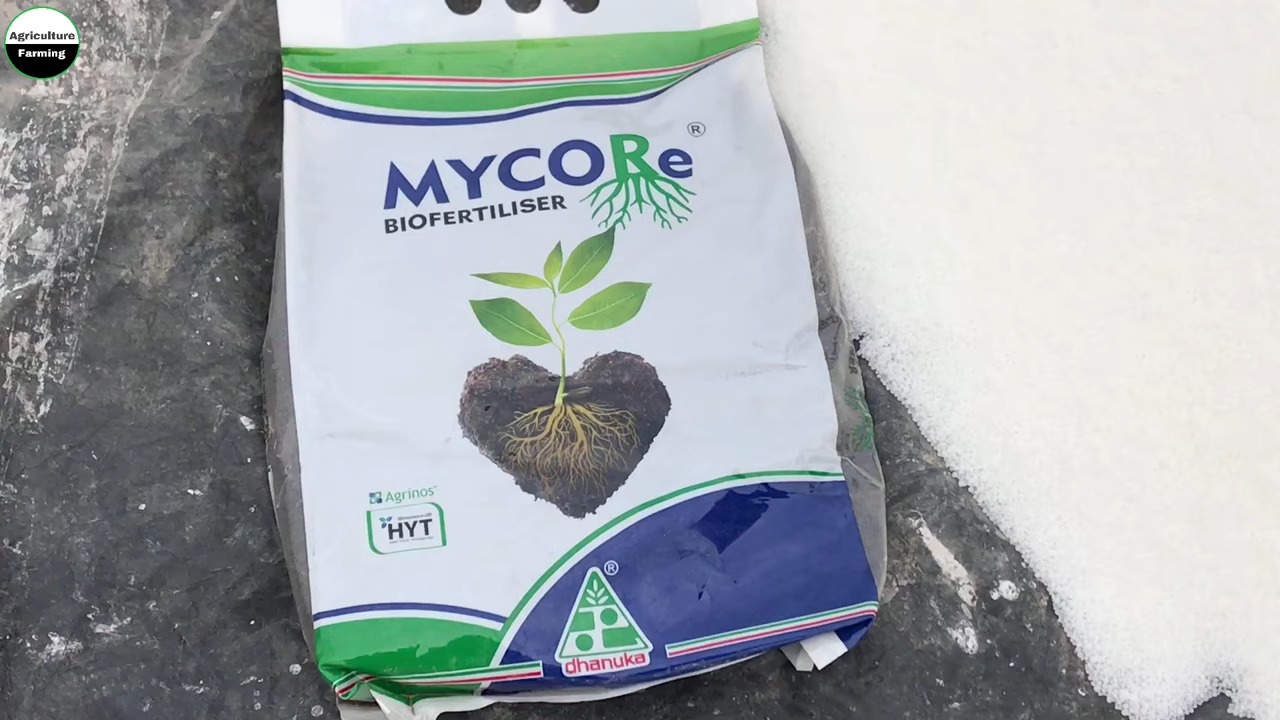 Agriculture
Farming
MYCORe ®
BIOFERTILISER
Agrinos
HYT
®
dhanuka